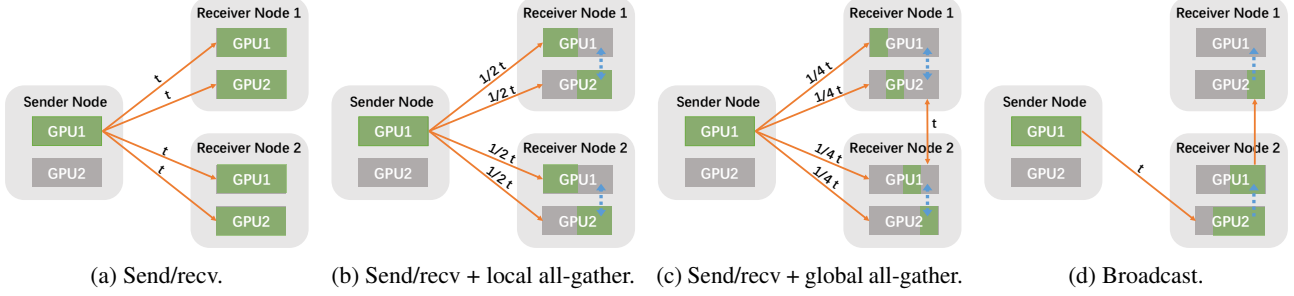 Sender Node
GPU1
GPU2
t
t
t
t
Receiver Node 1
GPU1
GPU2
Receiver Node 2
GPU1
GPU2
(a) Send/recv.
Sender Node
GPU1
GPU2
1/2 t
1/2 t
1/2 t
1/2 t
Receiver Node 1
GPU1
GPU2
Receiver Node 2
GPU1
GPU2
(b) Send/recv + local all-gather.
Sender Node
GPU1
GPU2
1/4 t
1/4 t
1/4 t
1/4 t
Receiver Node 1
GPU1
GPU2
t
Receiver Node 2
GPU1
GPU2
(c) Send/recv + global all-gather.
Sender Node
GPU1
GPU2
t
Receiver Node 1
GPU1
GPU2
Receiver Node 2
GPU1
GPU2
(d) Broadcast.